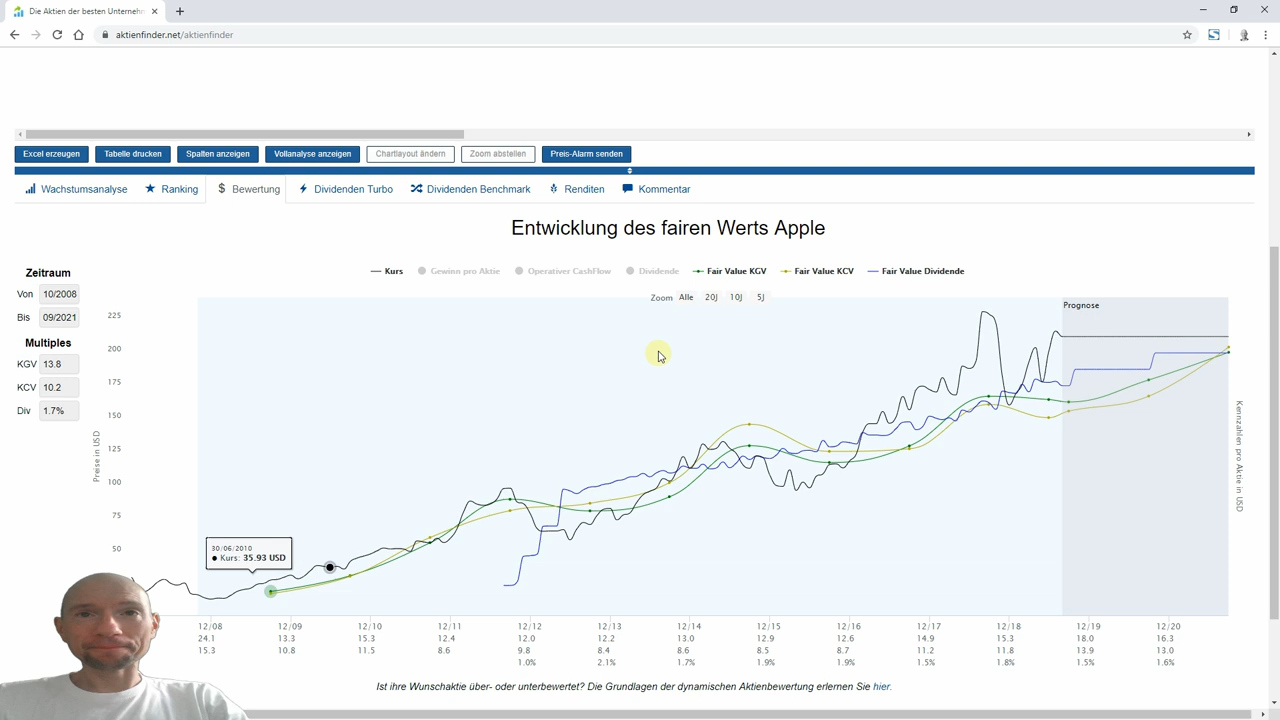 Die Aktien der besten Unternehm
aktienfinder.net/aktienfinder
Excel erzeugen
Tabelle drucken
Spalten anzeigen
Vollanalyse anzeigen
Chartlayout ändern
Zoom abstellen
Preis-Alarm senden
Wachstumsanalyse
Ranking
$ Bewertung
Dividenden Turbo
Dividenden Benchmark
Renditen
Kommentar
Entwicklung des fairen Werts Apple
Zeitraum
Von 10/2008
Bis 09/2021
Multiples
KGV 13.8
KCV 10.2
Div 1.7%
Kurs
Gewinn pro Aktie
Operativer CashFlow
Dividende
Fair Value KGV
Fair Value KCV
Fair Value Dividende
Zoom Alle 20J 10J 5J
Prognose
225
200
175
150
125
100
75
50
Preise in USD
Kennzahlen pro Aktie in USD
30/06/2010
Kurs: 35.93 USD
12/08 12/09 12/10 12/11 12/12 12/13 12/14 12/15 12/16 12/17 12/18 12/19 12/20
24.1 13.3 15.3 12.4 12.0 12.2 13.0 12.9 12.6 14.9 15.3 18.0 16.3
15.3 10.8 11.5 8.6 9.8 8.4 8.6 8.5 8.7 11.2 11.8 13.9 13.0
1.0% 2.1% 1.7% 1.9% 1.9% 1.5% 1.8% 1.5% 1.6%
Ist ihre Wunschaktie über- oder unterbewertet? Die Grundlagen der dynamischen Aktienbewertung erlernen Sie hier.